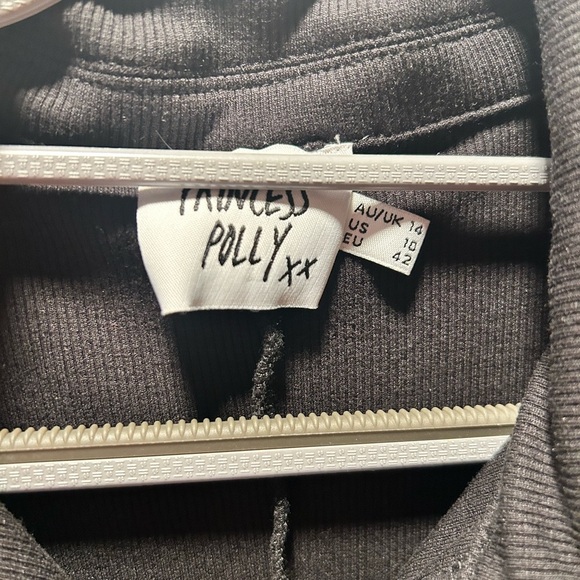 PRINCESS
POLLY xx
AU/UK 14
US 10
EU 42